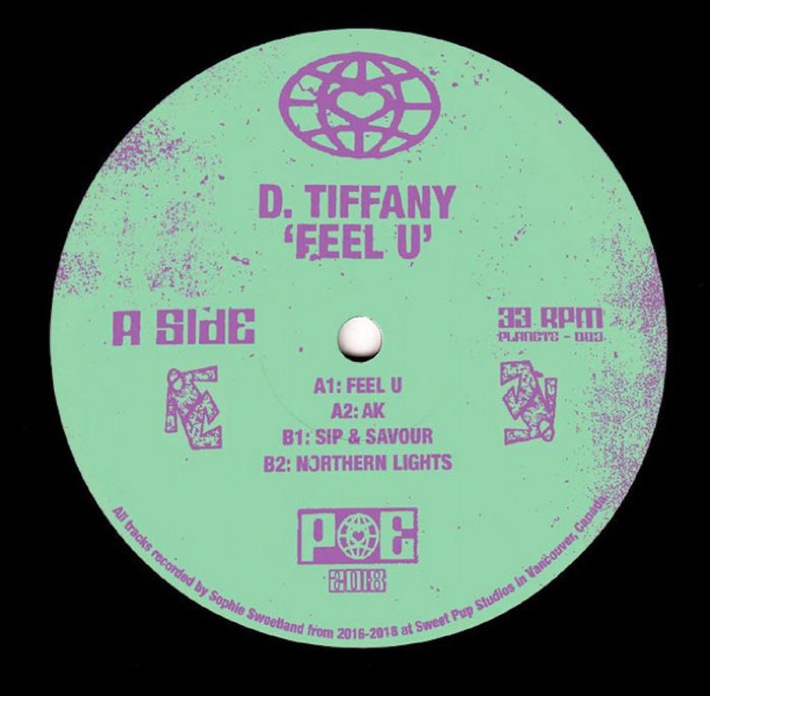 D. TIFFANY
‘FEEL U’
A SIdE
33 RPM
PLANETE - 003
A1: FEEL U
A2: AK
B1: SIP & SAVOUR
B2: NORTHERN LIGHTS
POE
2018
All tracks recorded by Sophie Sweetland from 2016-2018 at Sweet Pup Studios in Vancouver, Canada.